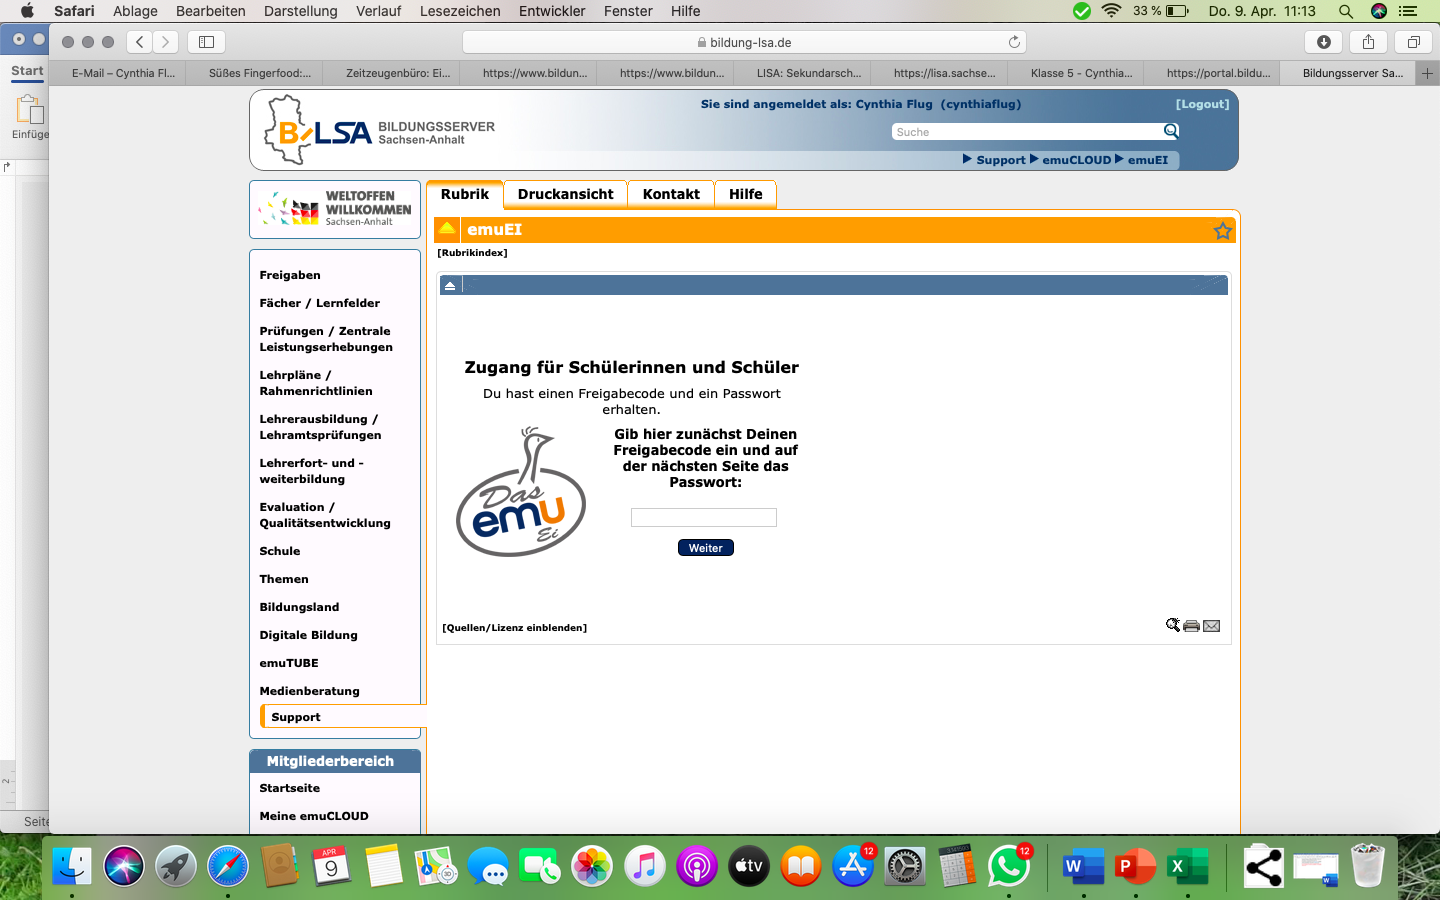 Safari Ablage Bearbeiten Darstellung Verlauf Lesezeichen Entwickler Fenster Hilfe 33 % Do. 9. Apr. 11:13
bildung-lsa.de
Start
E-Mail – Cynthia Fl... Süßes Fingerfood:... Zeitzeugenbüro: Ei... https://www.bildun... https://www.bildun... LISA: Sekundarsch... https://lisa.sachse... Klasse 5 - Cynthia... https://portal.bildu... Bildungsserver Sa...
Einfüge
Seite
2
B/LSA BILDUNGSSERVER
Sachsen-Anhalt
Sie sind angemeldet als: Cynthia Flug (cynthiaflug) [Logout]
Suche
Support emuCLOUD emuEI
WELTOFFEN
WILLKOMMEN
Sachsen-Anhalt
Rubrik Druckansicht Kontakt Hilfe
emuEI
[Rubrikindex]
Freigaben
Fächer / Lernfelder
Prüfungen / Zentrale
Leistungserhebungen
Lehrpläne /
Rahmenrichtlinien
Lehrerausbildung /
Lehramtsprüfungen
Lehrerfort- und -
weiterbildung
Evaluation /
Qualitätsentwicklung
Schule
Themen
Bildungsland
Digitale Bildung
emuTUBE
Medienberatung
Support
Mitgliederbereich
Startseite
Meine emuCLOUD
Zugang für Schülerinnen und Schüler
Du hast einen Freigabecode und ein Passwort
erhalten.
Gib hier zunächst Deinen
Freigabecode ein und auf
der nächsten Seite das
Passwort:
Das
emu
Ei
Weiter
[Quellen/Lizenz einblenden]
APR
9
3D
tv
12
12
W
P
X
W